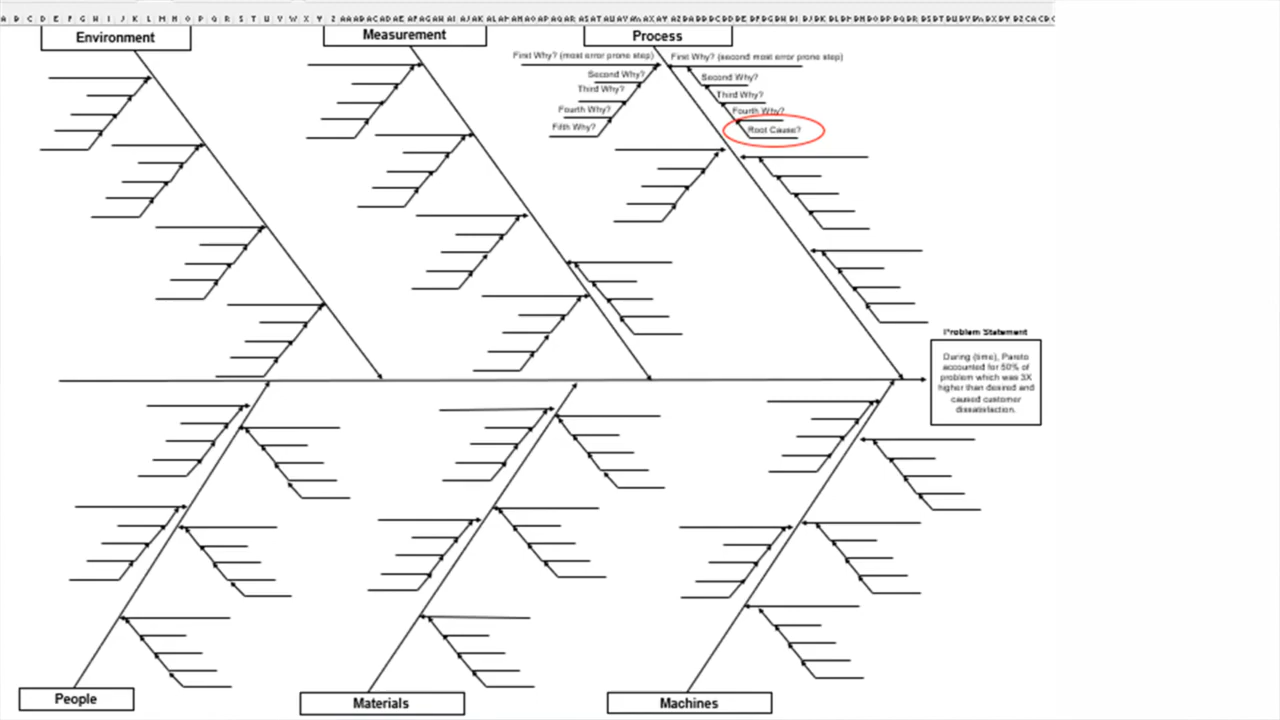 Environment
Measurement
Process
First Why? (most error prone step)
First Why? (second most error prone step)
Second Why?
Second Why?
Third Why?
Third Why?
Fourth Why?
Fourth Why?
Fifth Why?
Root Cause?
Problem Statement
During (time), Pareto
accounted for 50% of
problem which was 3X
higher than desired and
caused customer
dissatisfaction.
People
Materials
Machines